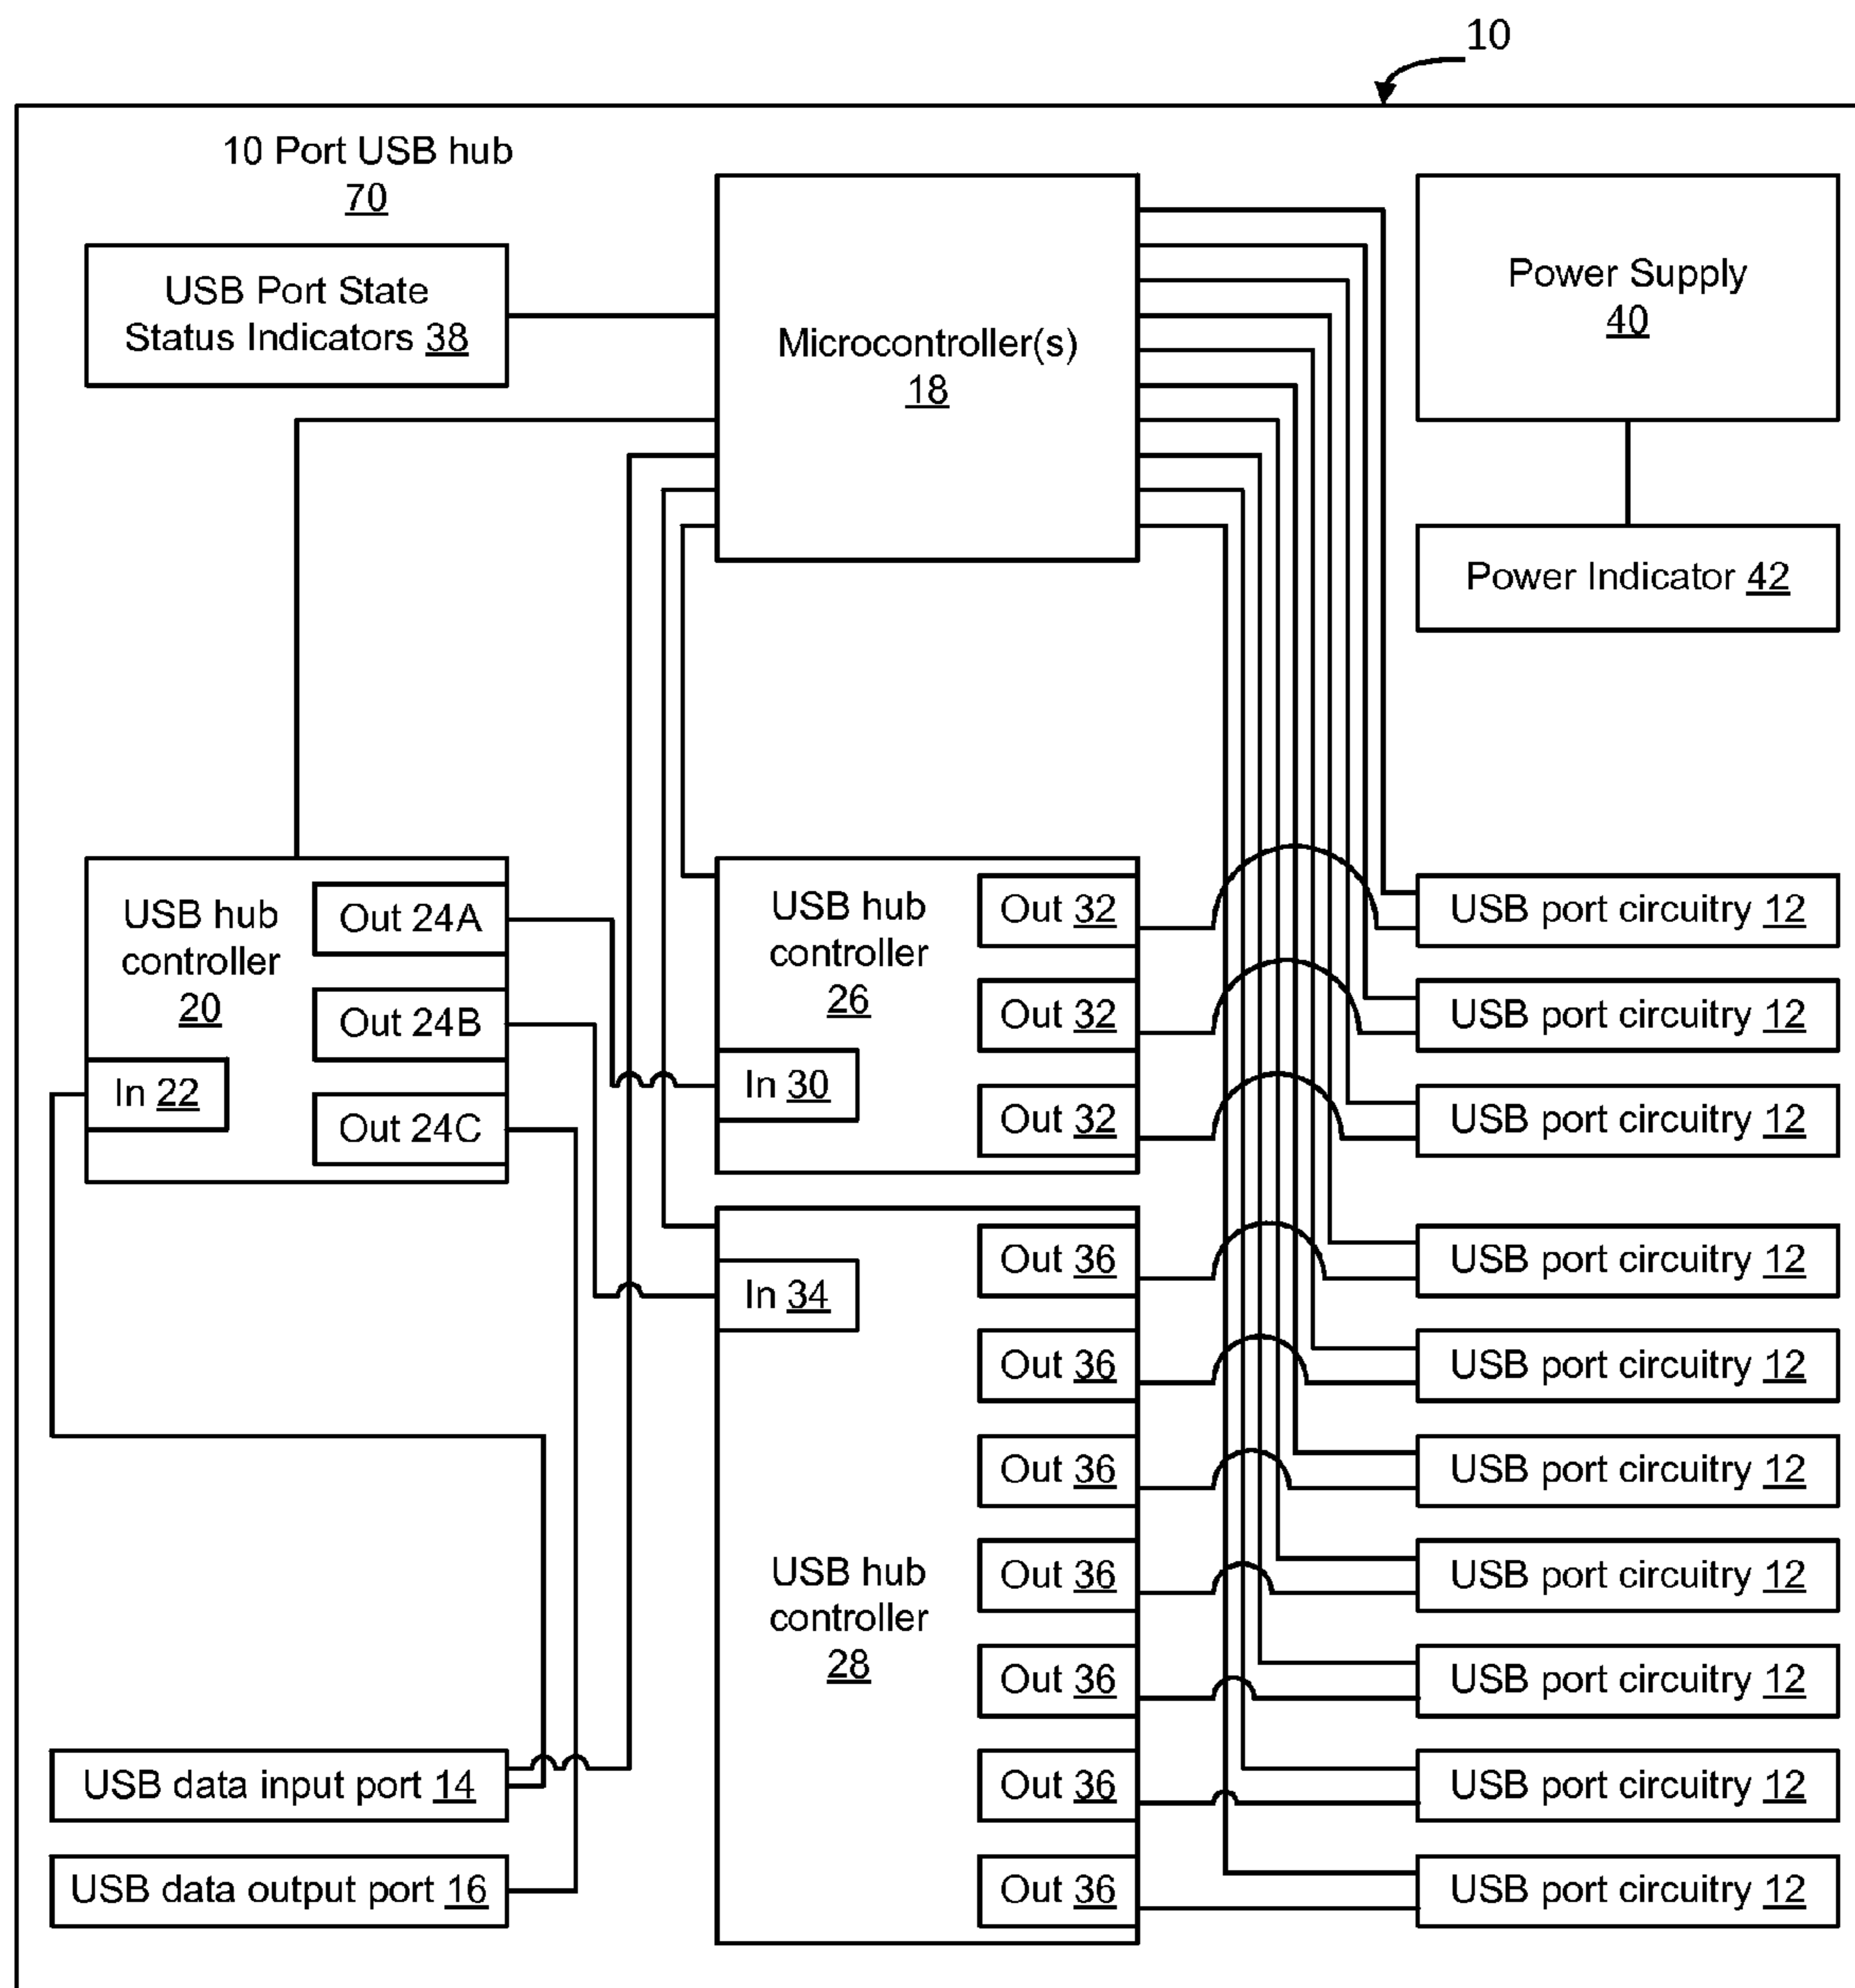 10
10 Port USB hub
70
USB Port State
Status Indicators 38
Microcontroller(s)
18
Power Supply
40
Power Indicator 42
USB hub
controller
20
Out 24A
Out 24B
In 22
Out 24C
USB hub
controller
26
Out 32
Out 32
In 30
Out 32
USB port circuitry 12
USB port circuitry 12
USB port circuitry 12
In 34
Out 36
Out 36
Out 36
USB hub
controller
28
Out 36
Out 36
Out 36
Out 36
USB port circuitry 12
USB port circuitry 12
USB port circuitry 12
USB port circuitry 12
USB port circuitry 12
USB port circuitry 12
USB port circuitry 12
USB data input port 14
USB data output port 16